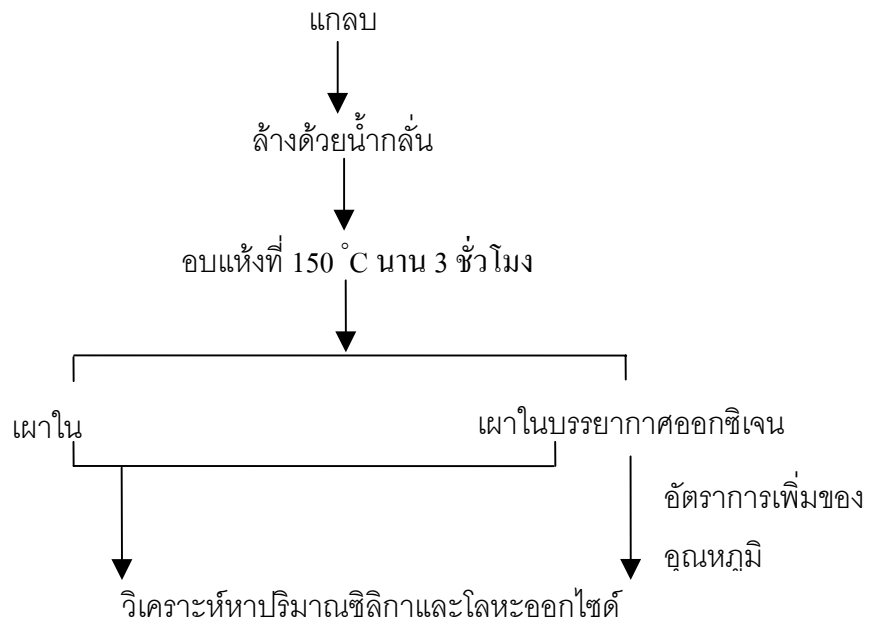 แกลบ
ล้างด้วยน้ำกลั่น
อบแห้งที่ 150 °C นาน 3 ชั่วโมง
เผาใน
เผาในบรรยากาศออกซิเจน
อัตราการเพิ่มของ
อุณหภูมิ
วิเคราะห์หาปริมาณซิลิกาและโลหะออกไซด์